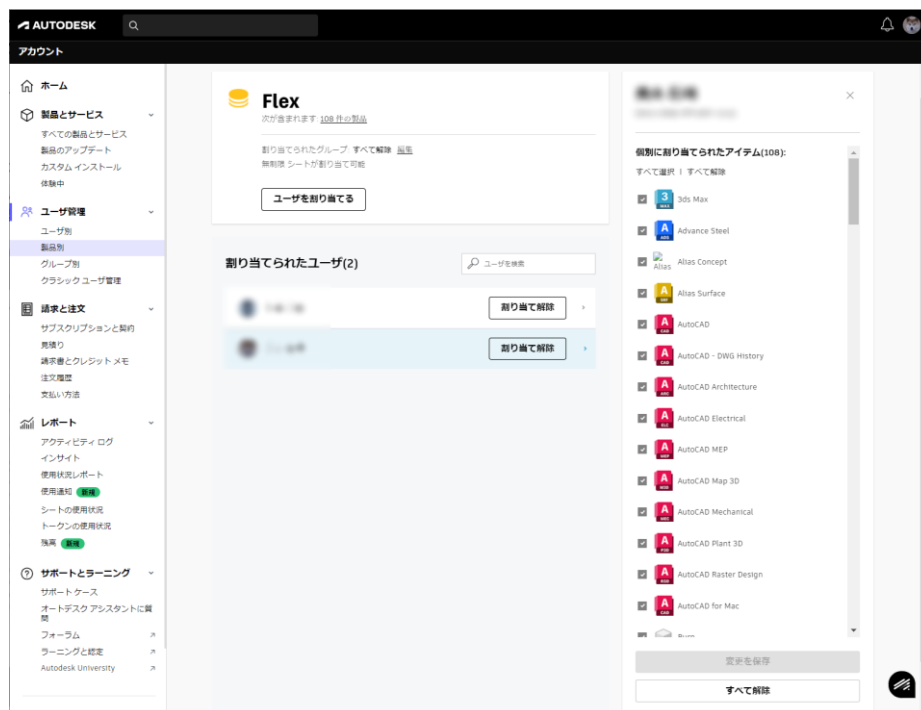 AUTODESK
アカウント
ホーム
製品とサービス
すべての製品とサービス
製品のアップデート
カスタム インストール
体験中
ユーザ管理
ユーザ別
製品別
グループ別
クラシック ユーザ管理
請求と注文
サブスクリプションと契約
見積り
請求書とクレジット メモ
注文履歴
支払い方法
レポート
アクティビティ ログ
インサイト
使用状況レポート
使用通知 新規
シートの使用状況
トークンの使用状況
残高 新規
サポートとラーニング
サポート ケース
オートデスク アシスタントに質
問
フォーラム
ラーニングと認定
Autodesk University
Flex
次が含まれます: 108 件の製品
割り当てられたグループ: すべて解除 編集
無制限 シートが割り当て可能
ユーザを割り当てる
割り当てられたユーザ(2)
ユーザを検索
割り当て解除
割り当て解除
個別に割り当てられたアイテム(108):
すべて選択 | すべて解除
3ds Max
Advance Steel
Alias Alias Concept
Alias Surface
AutoCAD
AutoCAD - DWG History
AutoCAD Architecture
AutoCAD Electrical
AutoCAD MEP
AutoCAD Map 3D
AutoCAD Mechanical
AutoCAD Plant 3D
AutoCAD Raster Design
AutoCAD for Mac
変更を保存
すべて解除